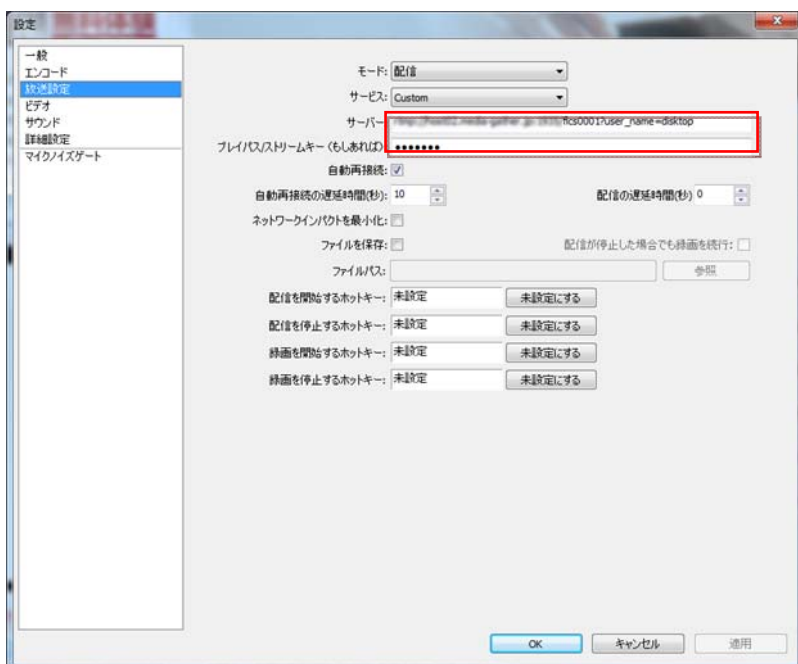 設定
一般
エンコード
放送設定
ビデオ
サウンド
詳細設定
マイクノイズゲート
モード: 配信
サービス: Custom
サーバー flcs0001?user_name=disktop
プレイパス/ストリームキー (もしあれば) •••••••
自動再接続:
自動再接続の遅延時間(秒): 10 配信の遅延時間(秒) 0
ネットワークインパクトを最小化:
ファイルを保存: 配信が停止した場合でも録画を続行:
ファイルパス: 参照
配信を開始するホットキー: 未設定 未設定にする
配信を停止するホットキー: 未設定 未設定にする
録画を開始するホットキー: 未設定 未設定にする
録画を停止するホットキー: 未設定 未設定にする
OK キャンセル 適用